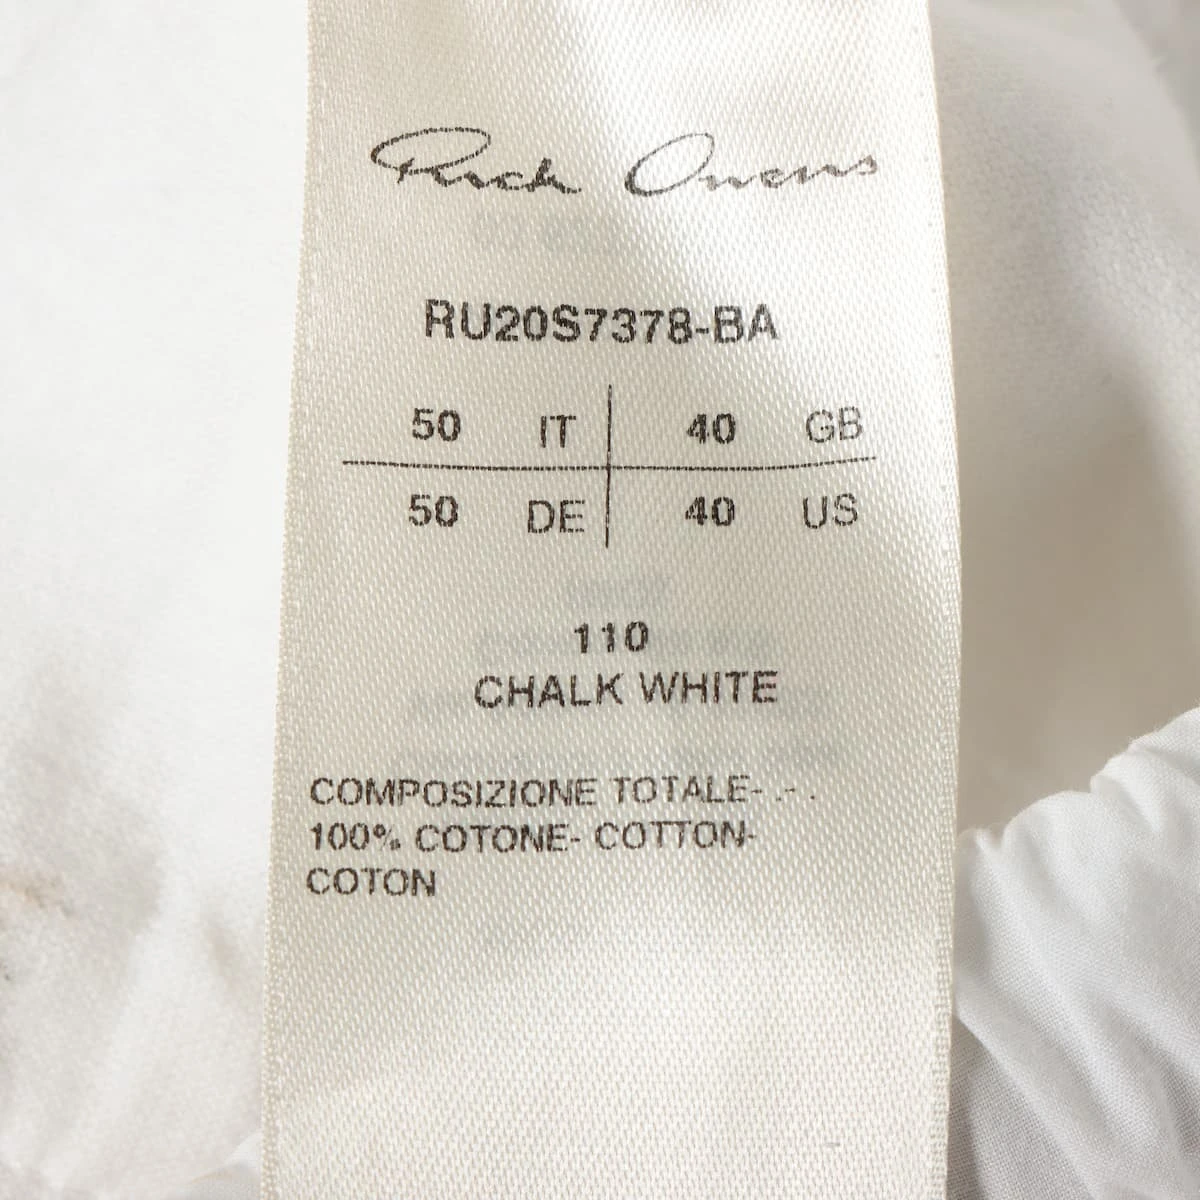 Rick Owens
RU20S7378-BA
50 IT 40 GB
50 DE 40 US
110
CHALK WHITE
COMPOSIZIONE TOTALE- .- .
100% COTONE- COTTON-
COTON